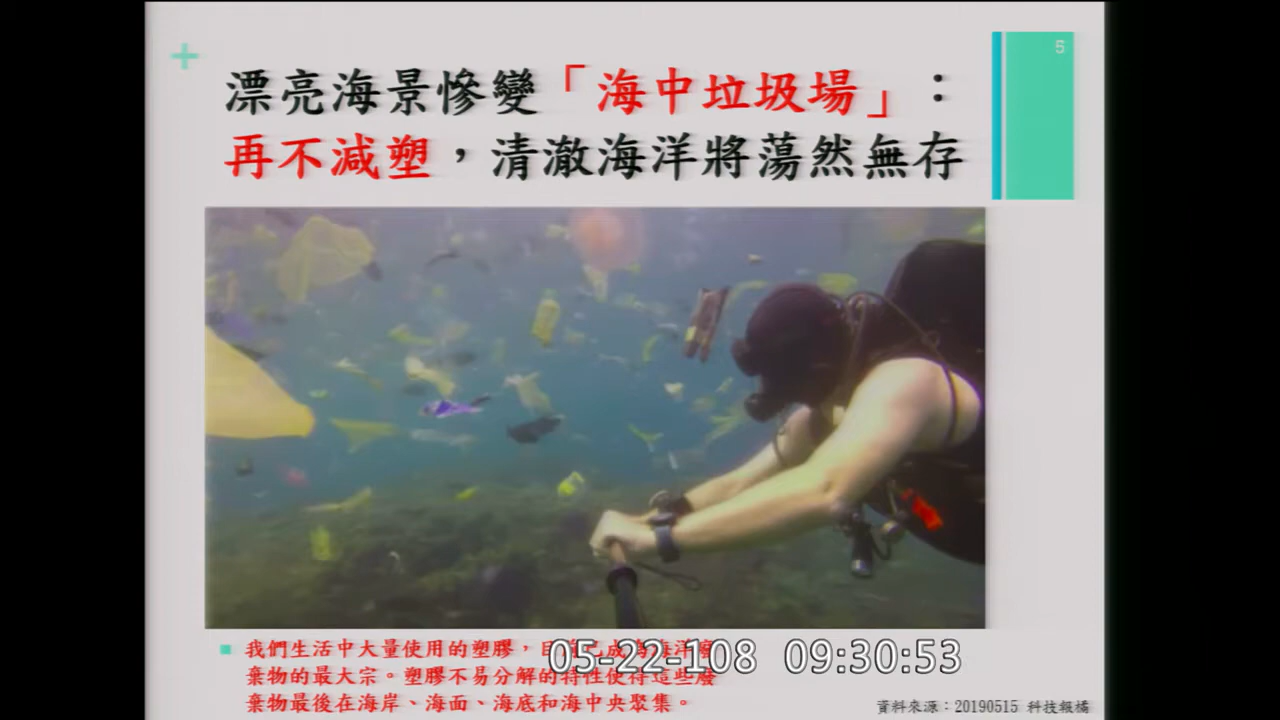 5
漂亮海景慘變「海中垃圾場」：
再不減塑，清澈海洋將蕩然無存
我們生活中大量使用的塑膠，
棄物的最大宗。塑膠不易分解的特性使得這些廢
棄物最後在海岸、海面、海底和海中央聚集。
05-22-108 09:30:53
資料來源：20190515 科技報橘